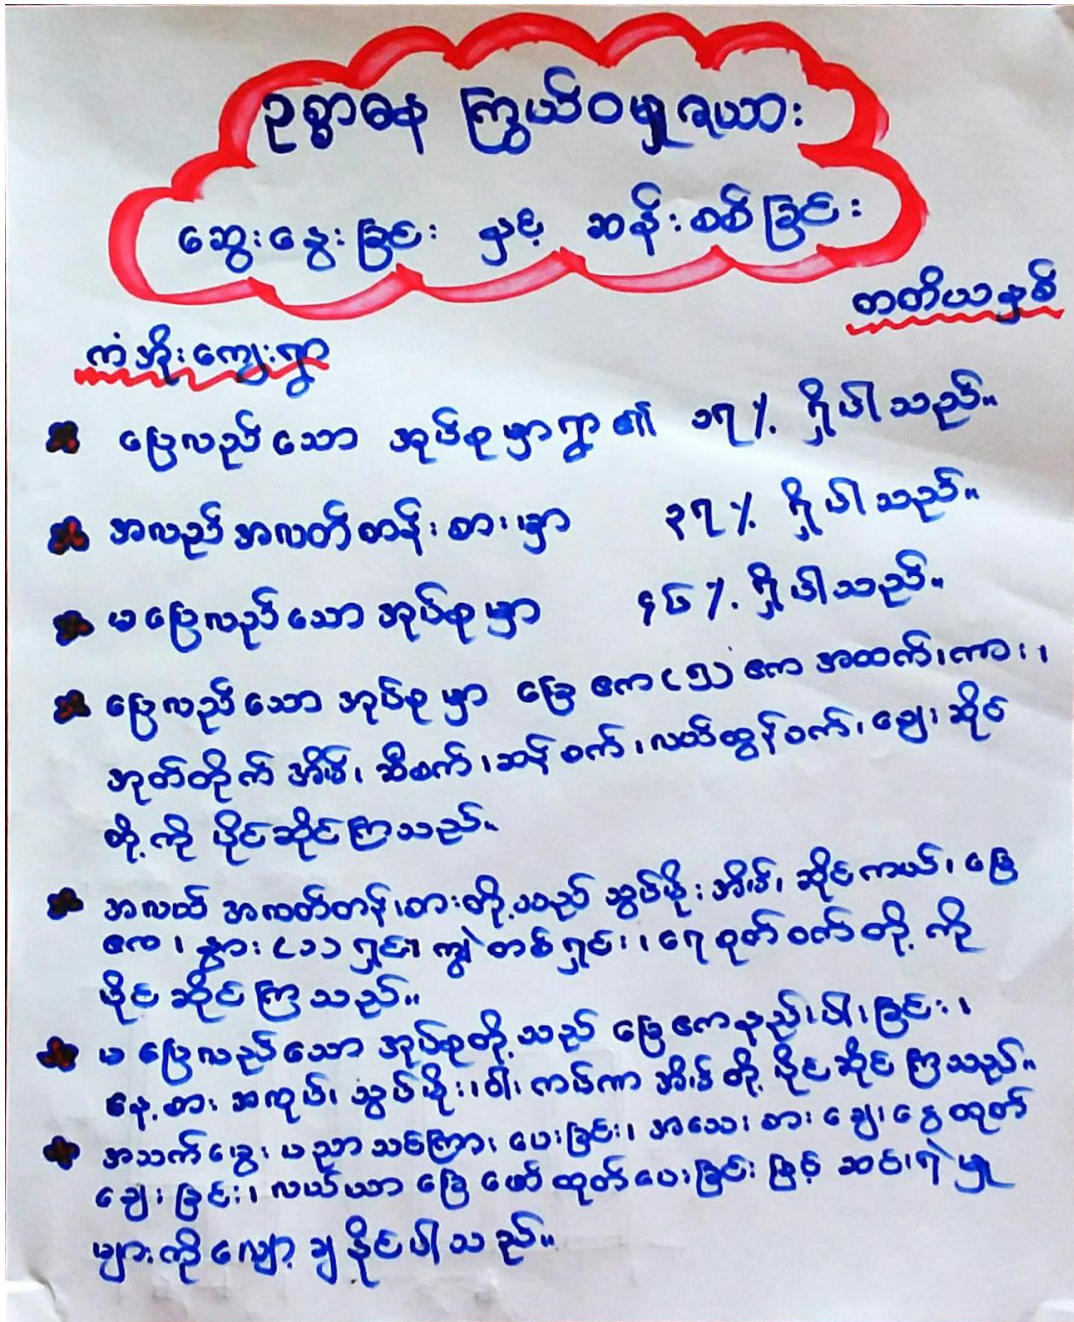 ဥစ္စာဓန ကြွယ်ဝမှုဇယား
ဆွေးနွေးခြင်း နှင့် ဆန်းစစ်ခြင်း
တတိယနှစ်
ကံအိုးကျေးရွာ
ပြေလည်သော အုပ်စုမှာရွာ၏ ၁၇% ရှိပါသည်။
အလည်အလတ်တန်းစားမှာ ၃၇% ရှိပါသည်။
မပြေလည်သော အုပ်စုမှာ ၄၆% ရှိပါသည်။
ပြေလည်သော အုပ်စုမှာ မြေဧက (၅) ဧက အထက်၊ ကား၊
အုတ်တိုက်အိမ်၊ ဆီစက်၊ ဆန်စက်၊ လယ်ထွန်စက်၊ ဈေးဆိုင်
တို့ကို ပိုင်ဆိုင်ကြသည်။
အလယ် အလတ်တန်းစားတို့သည် သွပ်မိုးအိမ်၊ ဆိုင်ကယ်၊ မြေ
ဧက၊ နွား (၁) ရှဉ်း၊ ကျွဲတစ်ရှဉ်း၊ ရေစုတ်စက်တို့ကို
ပိုင်ဆိုင်ကြသည်။
မပြေလည်သော အုပ်စုတို့သည် မြေဧကနည်းပါးခြင်း၊
နေ့စားအလုပ်၊ သွပ်မိုး၊ ဝါးကပ်ကာအိမ်တို့ပိုင်ဆိုင်ကြသည်။
အသက်မွေးပညာသင်ကြားပေးခြင်း၊ အသေးစား ချေးငွေထုတ်
ချေးခြင်း၊ လယ်ယာမြေဖော်ထုတ်ပေးခြင်းဖြင့် ဆင်းရဲမှု
များကိုလျှော့ချနိုင်ပါသည်။